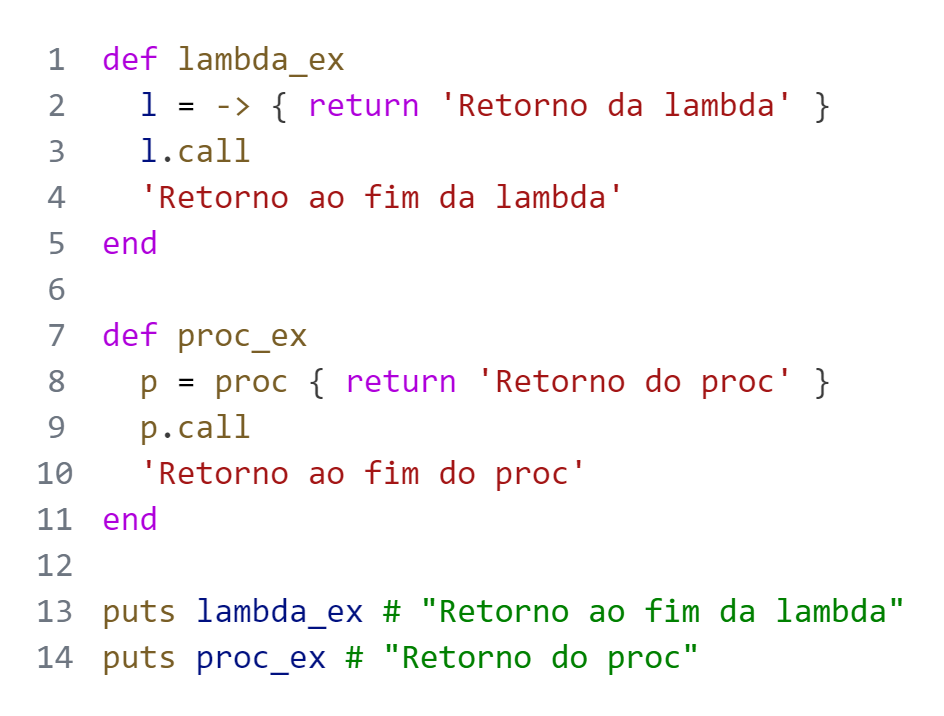 1 def lambda_ex
2   l = -> { return 'Retorno da lambda' }
3   l.call
4   'Retorno ao fim da lambda'
5 end
6
7 def proc_ex
8   p = proc { return 'Retorno do proc' }
9   p.call
10   'Retorno ao fim do proc'
11 end
12
13 puts lambda_ex # "Retorno ao fim da lambda"
14 puts proc_ex # "Retorno do proc"